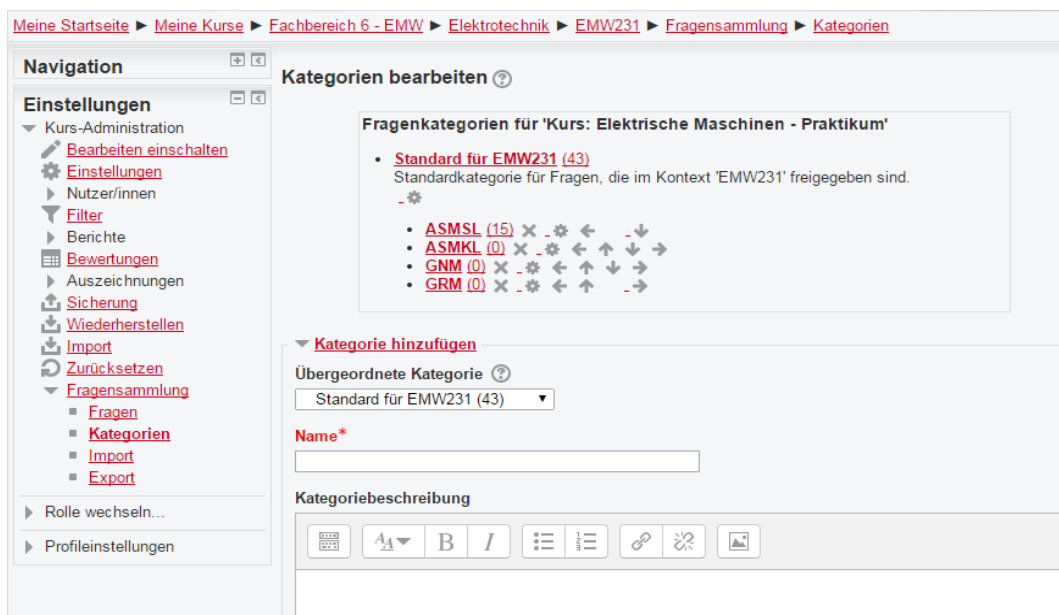 Meine Startseite ► Meine Kurse ► Fachbereich 6 - EMW ► Elektrotechnik ► EMW231 ► Fragensammlung ► Kategorien
Navigation
Einstellungen
Kurs-Administration
Bearbeiten einschalten
Einstellungen
Nutzer/innen
Filter
Berichte
Bewertungen
Auszeichnungen
Sicherung
Wiederherstellen
Import
Zurücksetzen
Fragensammlung
Fragen
Kategorien
Import
Export
Rolle wechseln...
Profileinstellungen
Kategorien bearbeiten
Fragenkategorien für 'Kurs: Elektrische Maschinen - Praktikum'
Standard für EMW231 (43)
Standardkategorie für Fragen, die im Kontext 'EMW231' freigegeben sind.
ASMSL (15)
ASMKL (0)
GNM (0)
GRM (0)
Kategorie hinzufügen
Übergeordnete Kategorie
Standard für EMW231 (43)
Name*
Kategoriebeschreibung